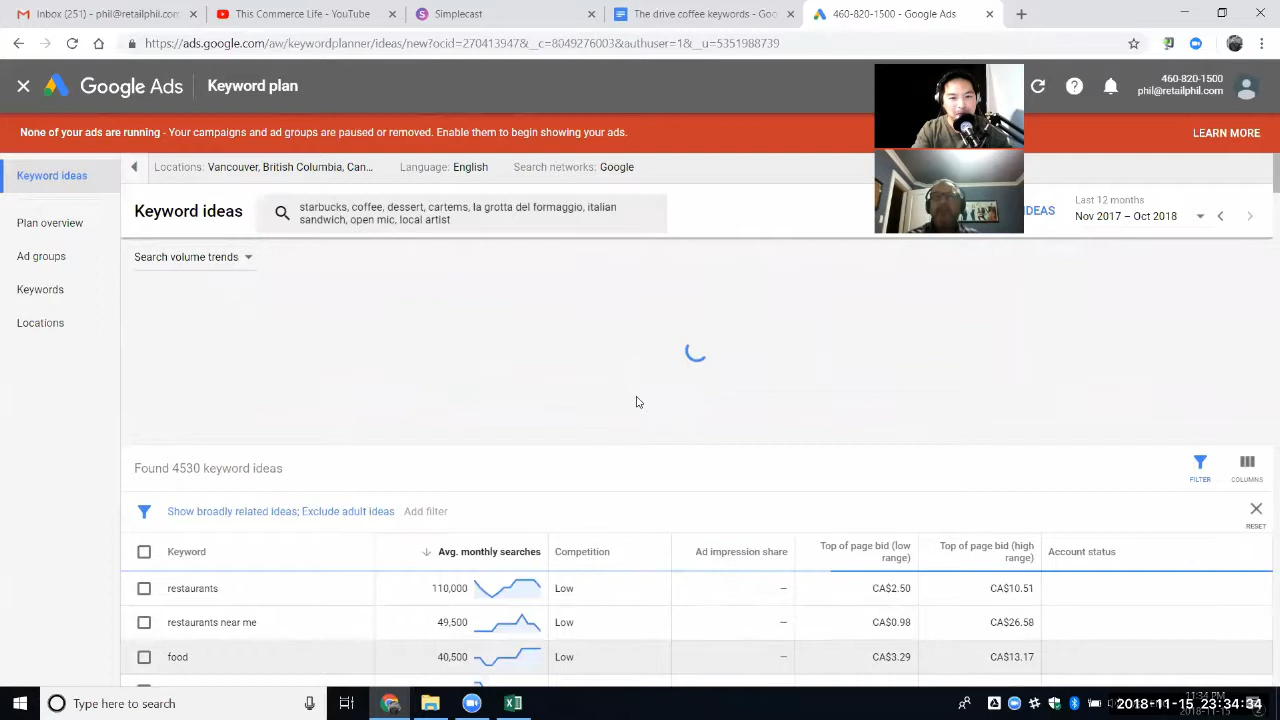 Inbox (251) - phil@retailphil.com
This Commerce Life - YouTube
Simplecast
The drive coffee keywords - Goo
460-820-1500 - Google Ads
https://ads.google.com/aw/keywordplanner/ideas/new?ocid=270413947&__c=8049276003&authuser=1&__u=5351988739
Google Ads
Keyword plan
460-820-1500
phil@retailphil.com
None of your ads are running - Your campaigns and ad groups are paused or removed. Enable them to begin showing your ads.
LEARN MORE
Keyword ideas
Locations: Vancouver, British Columbia, Can...
Language: English
Search networks: Google
Plan overview
Ad groups
Keywords
Locations
Keyword ideas
starbucks, coffee, dessert, cartems, la grotta del formaggio, italian
sandwich, open mic, local artist
IDEAS
Last 12 months
Nov 2017 – Oct 2018
Search volume trends
Found 4530 keyword ideas
FILTER
COLUMNS
Show broadly related ideas; Exclude adult ideas
Add filter
RESET
Keyword
Avg. monthly searches
Competition
Ad impression share
Top of page bid (low
range)
Top of page bid (high
range)
Account status
restaurants
110,000
Low
–
CA$2.50
CA$10.51
restaurants near me
49,500
Low
–
CA$0.98
CA$26.58
food
40,500
Low
–
CA$3.29
CA$13.17
Type here to search
11:34 PM
2018-11-15 23:34:34
2018-11-15